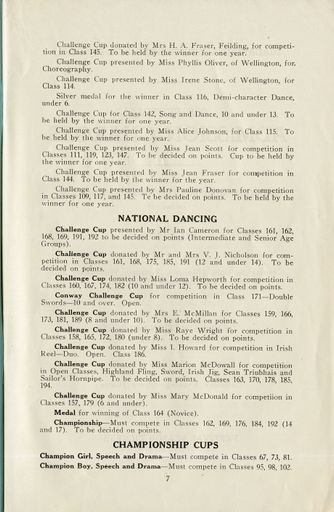 Challenge Cup donated by Mrs H. A. Fraser, Feilding, for competi-
tion in Class 145. To be held by the winner for one year.
Challenge Cup presented by Miss Phyllis Oliver, of Wellington, for.
Choreography.
Challenge Cup presented by Miss Irene Stone, of Wellington, for
Class 114.
Silver medal for the winner in Class 116, Demi-character Dance,
under 6.
Challenge Cup for Class 142, Song and Dance, 10 and under 13. To
be held by the winner for one year.
Challenge Cup presented by Miss Alice Johnson, for Class 115. To
be held by the winner for one year.
Challenge Cup presented by Miss Jean Scott for competition in
Classes 111, 119, 123, 147. To be decided on points. Cup to be held by
the winner for one year.
Challenge Cup presented by Miss Jean Fraser for competition in
Class 144. To be held by the winner for the year.
Challenge Cup presented by Mrs Pauline Donovan for competition
in Classes 109, 117, and 145. To be decided on points. To be held by the
winner for one year.
NATIONAL DANCING
Challenge Cup presented by Mr Ian Cameron for Classes 161, 162,
168, 169, 191, 192 to be decided on points (Intermediate and Senior Age
Groups).
Challenge Cup donated by Mr and Mrs V. J. Nicholson for com-
petition in Classes 161, 168, 175, 185, 191 (12 and under 14). To be
decided on points.
Challenge Cup donated by Miss Loma Hepworth for competition in
Classes 160, 167, 174, 182 (10 and under 12). To be decided on points.
Conway Challenge Cup for competition in Class 171—Double
Swords—10 and over. Open.
Challenge Cup donated by Mrs E. McMillan for Classes 159, 166,
173, 181, 189 (8 and under 10). To be decided on points.
Challenge Cup donated by Miss Raye Wright for competition in
Classes 158, 165, 172, 180 (under 8). To be decided on points.
Challenge Cup donated by Miss I. Howard for competition in Irish
Reel—Duo. Open. Class 186.
Challenge Cup donated by Miss Marion McDowall for competition
in Open Classes, Highland Fling, Sword, Irish Jig, Sean Triubhais and
Sailor's Hornpipe. To be decided on points. Classes 163, 170, 178, 185,
194.
Challenge Cup donated by Miss Mary McDonald for competition in
Classes 157, 179 (6 and under).
Medal for winning of Class 164 (Novice).
Championship—Must compete in Classes 162, 169, 176, 184, 192 (14
and 17). To be decided on points.
CHAMPIONSHIP CUPS
Champion Girl, Speech and Drama—Must compete in Classes 67, 73, 81.
Champion Boy, Speech and Drama—Must compete in Classes 95, 98, 102.
7